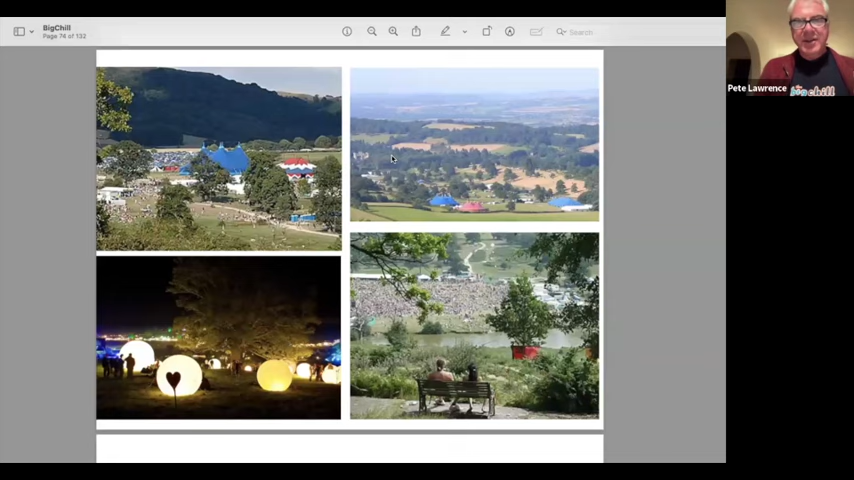 BigChill
Page 74 of 132
Search
Pete Lawrence
bigchill